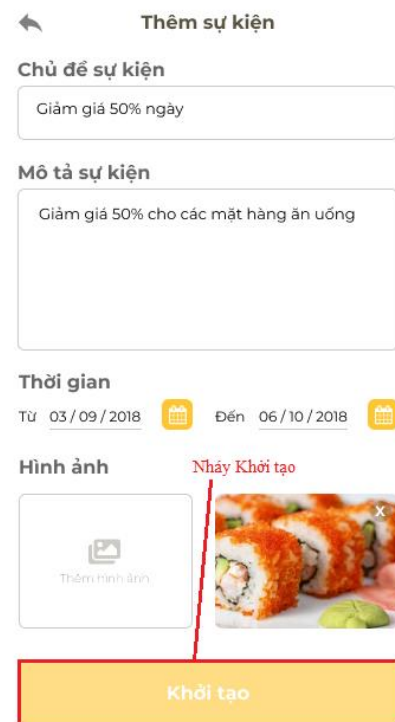 Thêm sự kiện
Chủ đề sự kiện
Giảm giá 50% ngày
Mô tả sự kiện
Giảm giá 50% cho các mặt hàng ăn uống
Thời gian
Từ 03 / 09 / 2018 Đến 06 / 10 / 2018
Hình ảnh
Nháy Khởi tạo
X
Thêm hình ảnh
Khởi tạo